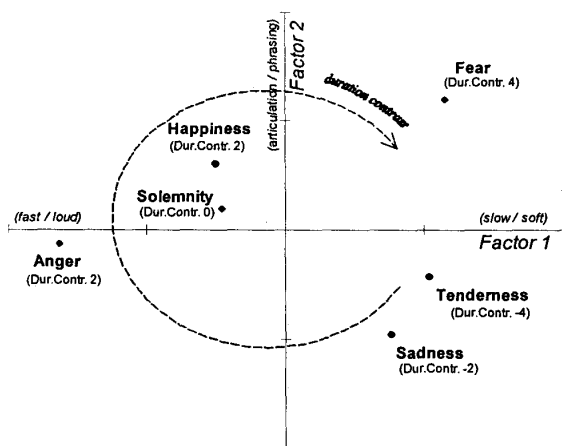 (articulation / phrasing)
Factor 2
duration contrast
Fear
(Dur.Contr. 4)
Happiness
(Dur.Contr. 2)
Solemnity
(Dur.Contr. 0)
(fast / loud)
(slow / soft)
Factor 1
Anger
(Dur.Contr. 2)
Tenderness
(Dur.Contr. -4)
Sadness
(Dur.Contr. -2)